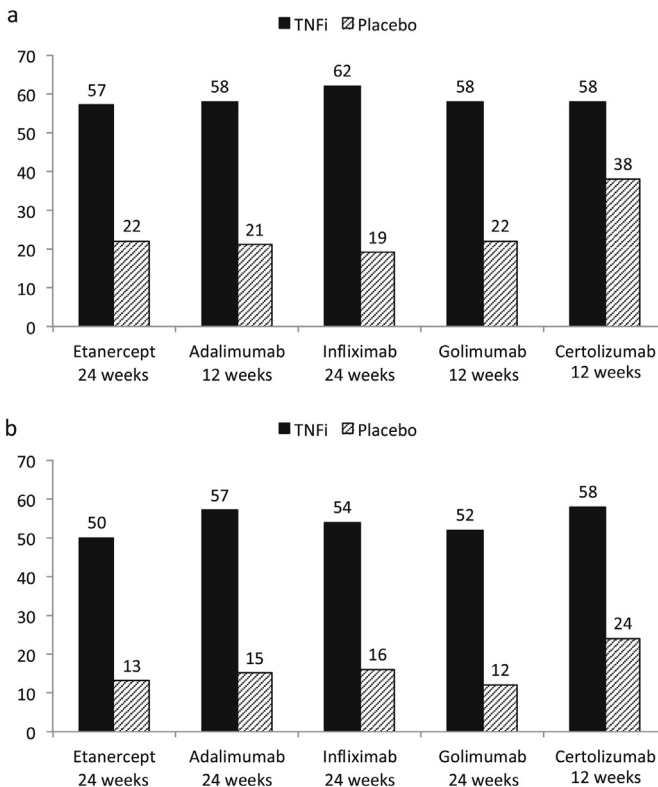 a
TNFi Placebo
70
60
50
40
30
20
10
0
57 58 62 58 58
22 21 19 22 38
Etanercept Adalimumab Infliximab Golimumab Certolizumab
24 weeks 12 weeks 24 weeks 12 weeks 12 weeks
b
TNFi Placebo
70
60
50
40
30
20
10
0
50 57 54 52 58
13 15 16 12 24
Etanercept Adalimumab Infliximab Golimumab Certolizumab
24 weeks 24 weeks 24 weeks 24 weeks 12 weeks